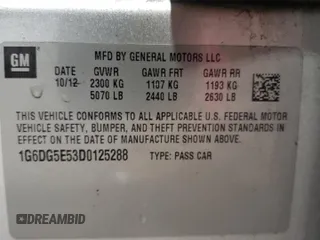 GM
MFD BY GENERAL MOTORS LLC
DATE GVWR GAWR FRT GAWR RR
10/12 2300 KG 1107 KG 1193 KG
5070 LB 2440 LB 2630 LB
THIS VEHICLE CONFORMS TO ALL APPLICABLE U.S. FEDERAL MOTOR
VEHICLE SAFETY, BUMPER, AND THEFT PREVENTION STANDARDS
IN EFFECT ON THE DATE OF MANUFACTURE SHOWN ABOVE.
1G6DG5E53D0125288 TYPE: PASS CAR
DREAMBID